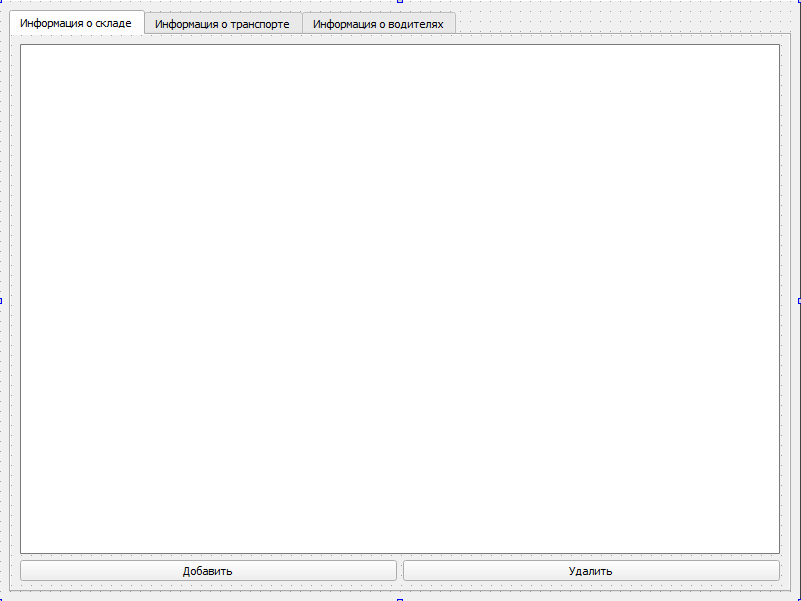 Информация о складе Информация о транспорте Информация о водителях
Добавить Удалить